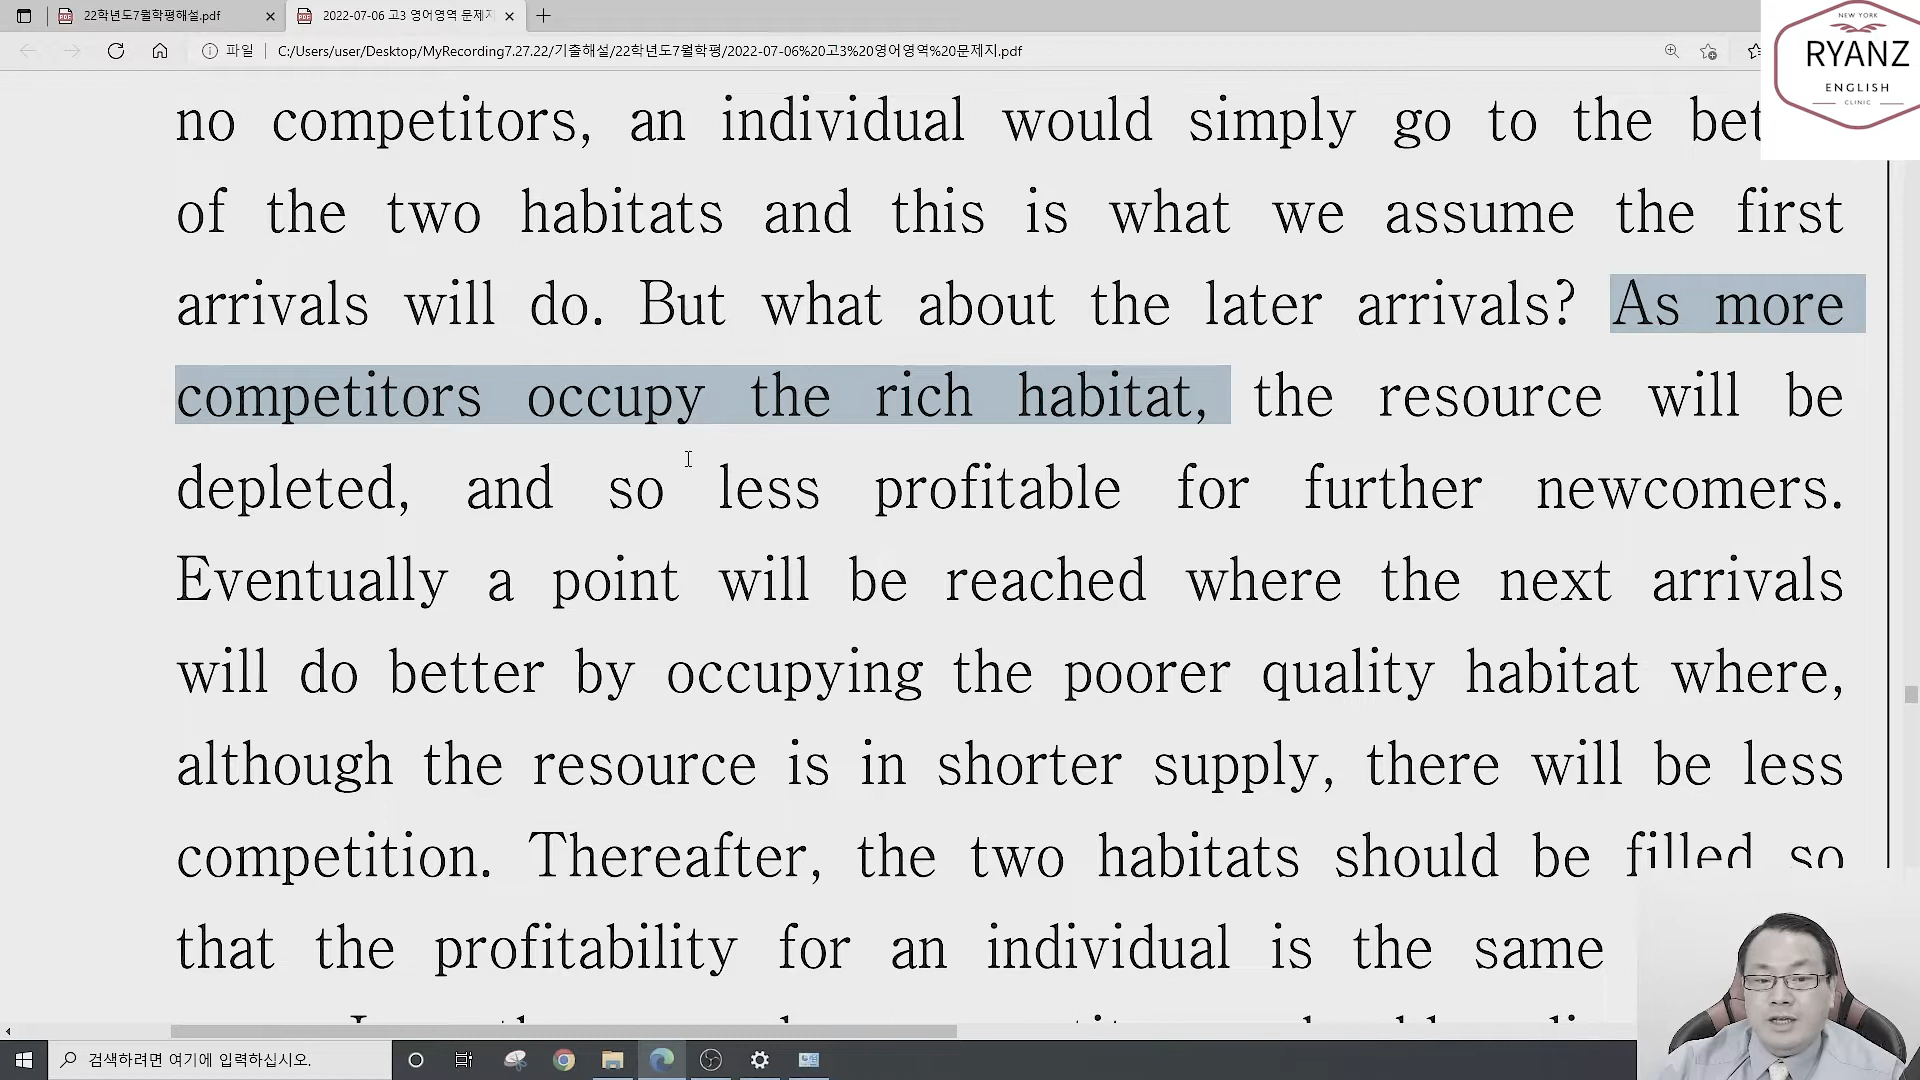 22학년도7월학평해설.pdf
2022-07-06 고3 영어영역 문제지
파일
C:/Users/user/Desktop/MyRecording7.27.22/기출해설/22학년도7월학평/2022-07-06%20고3%20영어영역%20문제지.pdf
NEW YORK
RYANZ
ENGLISH
CLINIC
no competitors, an individual would simply go to the
of the two habitats and this is what we assume the first
arrivals will do. But what about the later arrivals? As more
competitors occupy the rich habitat, the resource will be
depleted, and so less profitable for further newcomers.
Eventually a point will be reached where the next arrivals
will do better by occupying the poorer quality habitat where,
although the resource is in shorter supply, there will be less
competition. Thereafter, the two habitats should be filled so
that the profitability for an individual is the same
검색하려면 여기에 입력하십시오.